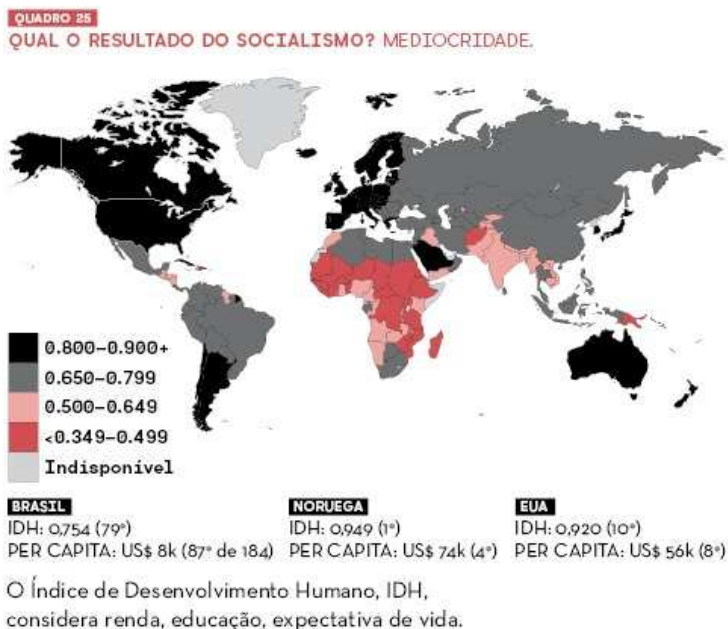 QUADRO 25
QUAL O RESULTADO DO SOCIALISMO? MEDIOCRIDADE.
0.800–0.900+
0.650–0.799
0.500–0.649
<0.349–0.499
Indisponível
BRASIL
IDH: 0,754 (79º)
PER CAPITA: US$ 8k (87º de 184)
NORUEGA
IDH: 0,949 (1º)
PER CAPITA: US$ 74k (4º)
EUA
IDH: 0,920 (10º)
PER CAPITA: US$ 56k (8º)
O Índice de Desenvolvimento Humano, IDH,
considera renda, educação, expectativa de vida.